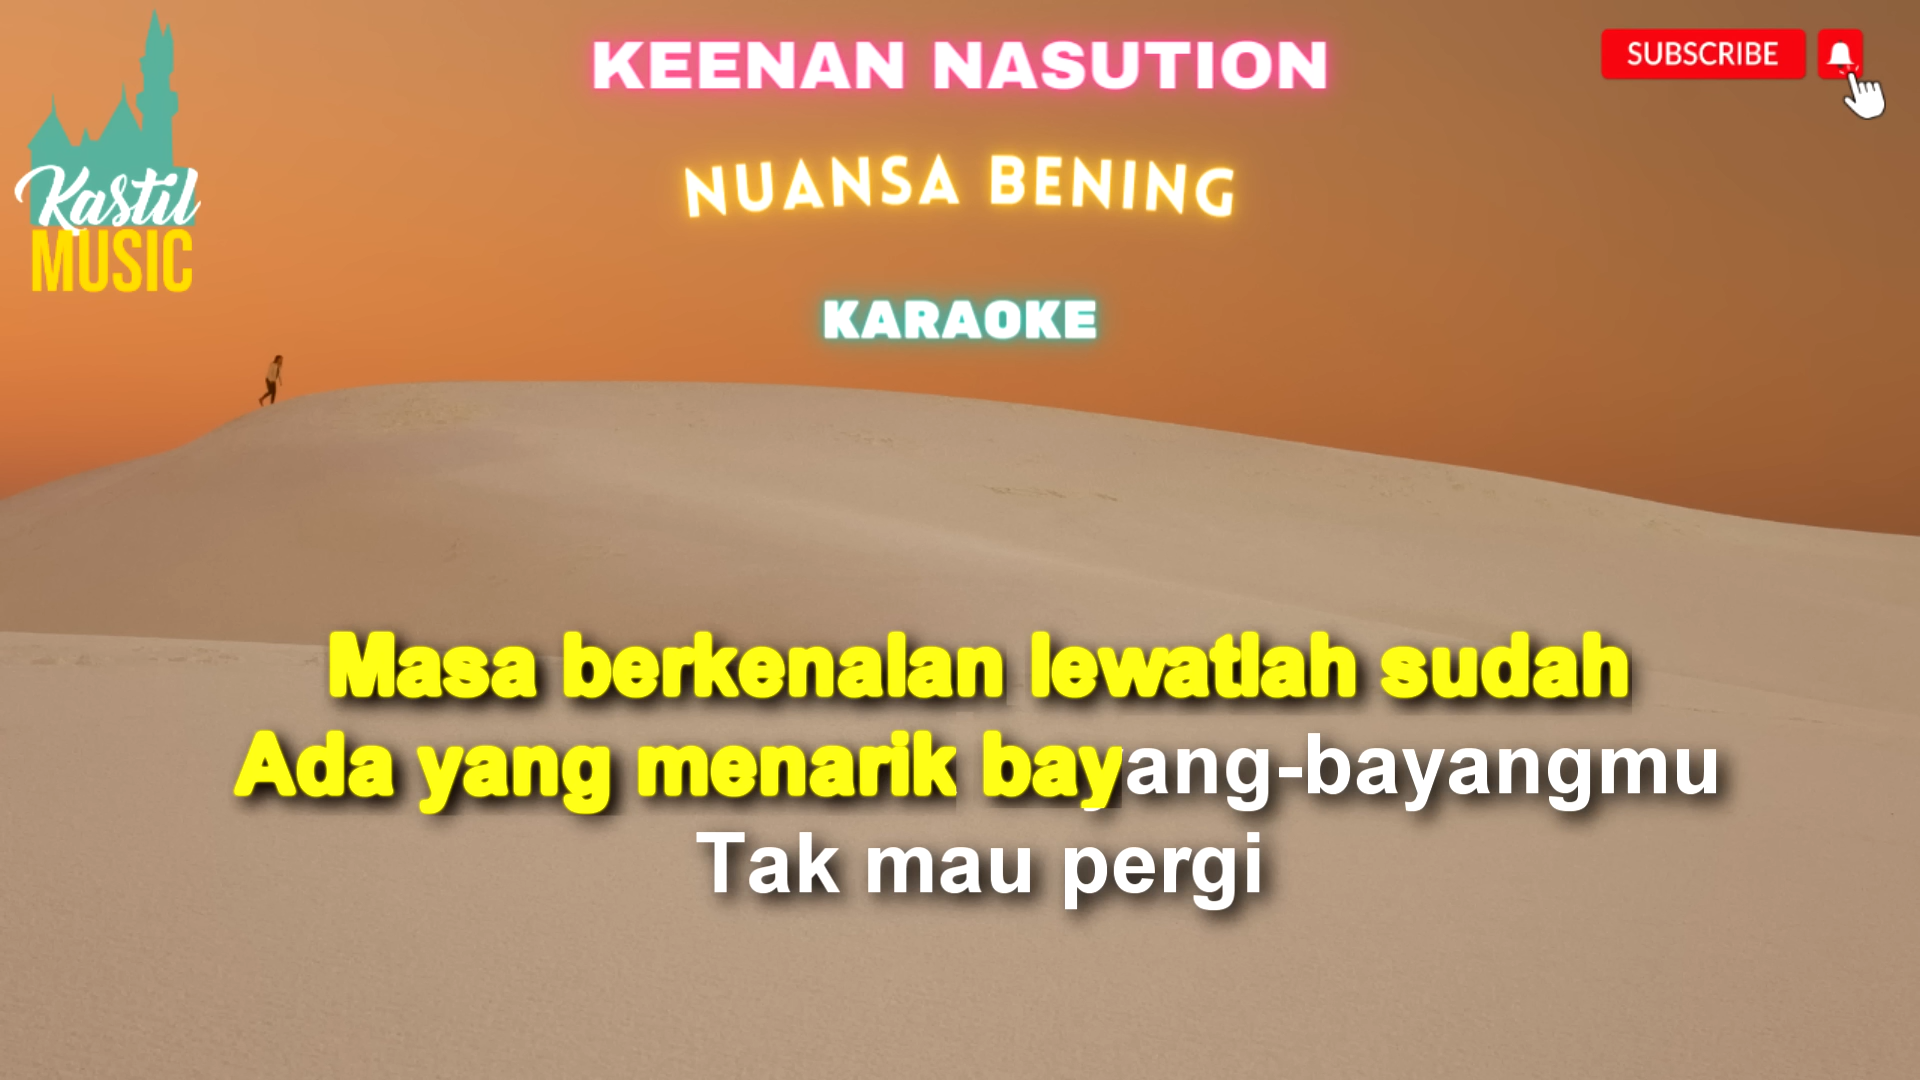 KEENAN NASUTION
SUBSCRIBE
NUANSA BENING
Kastil
MUSIC
KARAOKE
Masa berkenalan lewatlah sudah
Ada yang menarik bayang-bayangmu
Tak mau pergi